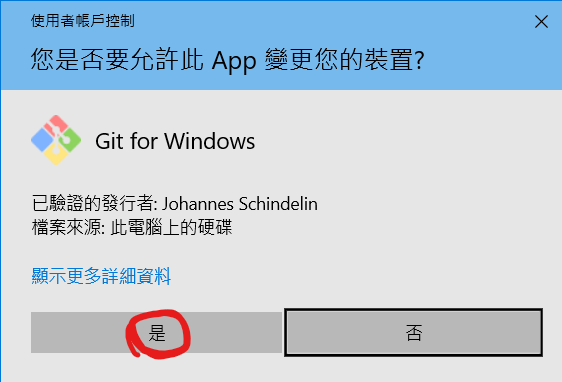 使用者帳戶控制
您是否要允許此 App 變更您的裝置?
Git for Windows
已驗證的發行者: Johannes Schindelin
檔案來源: 此電腦上的硬碟
顯示更多詳細資料
是
否